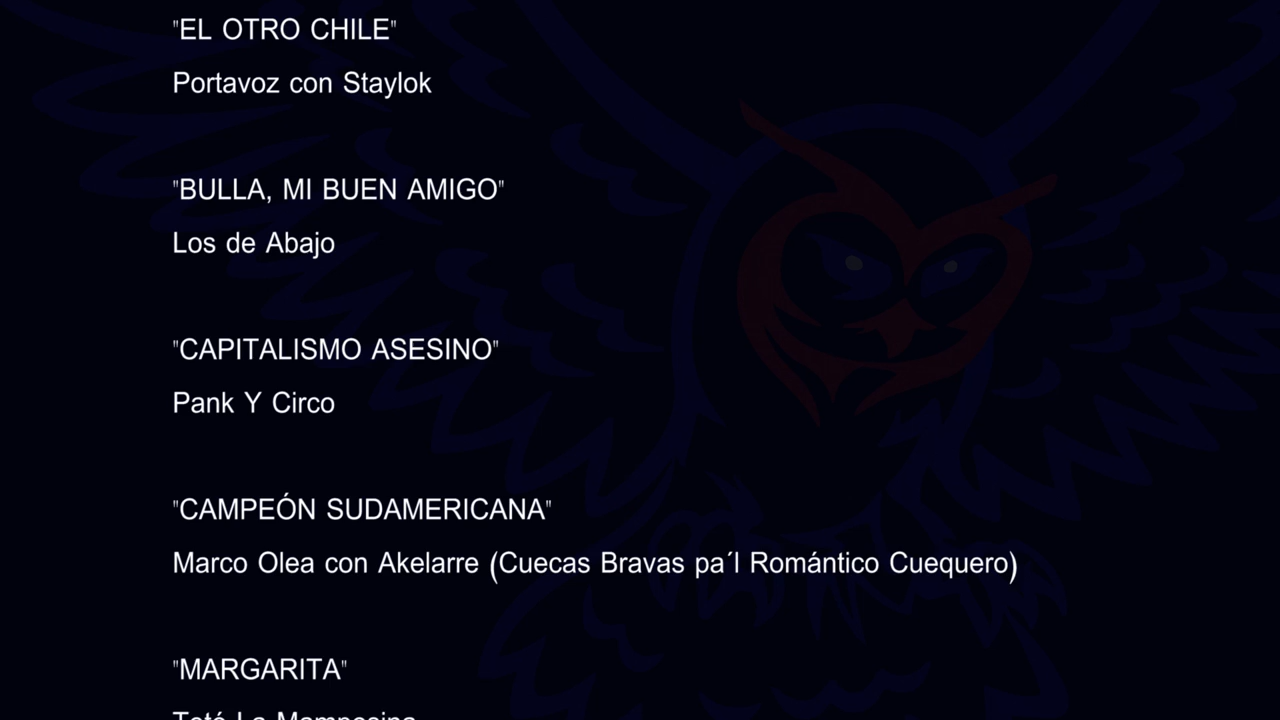 "EL OTRO CHILE"
Portavoz con Staylok
"BULLA, MI BUEN AMIGO"
Los de Abajo
"CAPITALISMO ASESINO"
Pank Y Circo
"CAMPEÓN SUDAMERICANA"
Marco Olea con Akelarre (Cuecas Bravas pa´l Romántico Cuequero)
"MARGARITA"